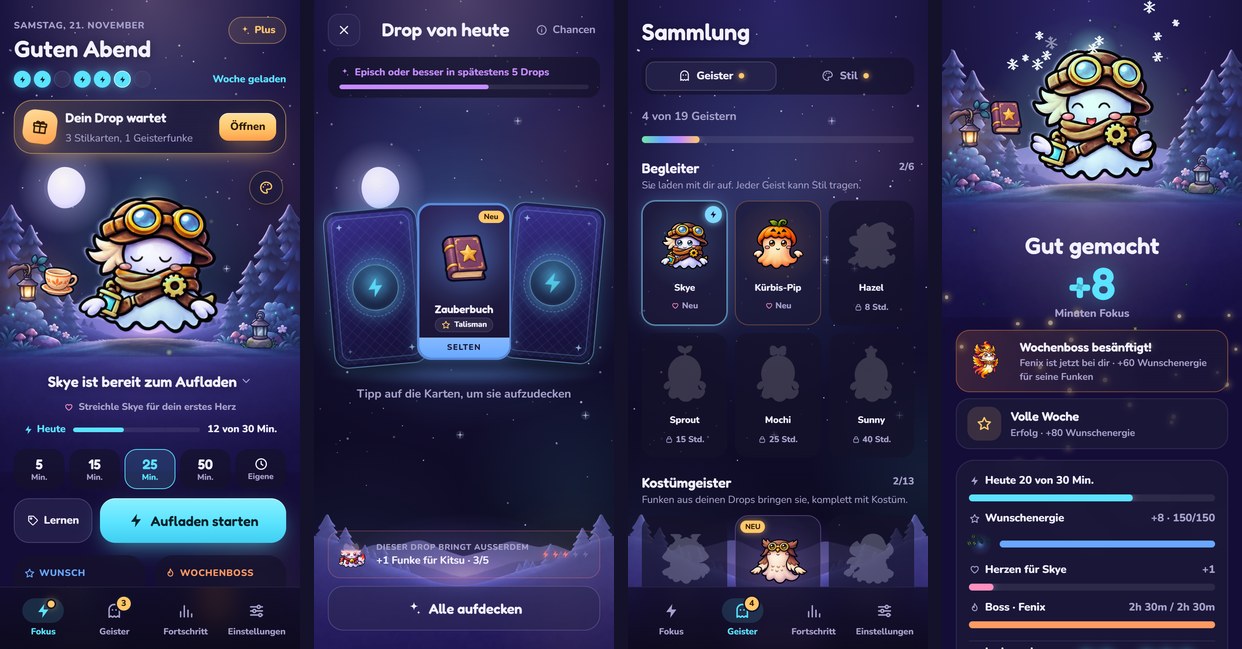 SAMSTAG, 21. NOVEMBER
Guten Abend
Plus
Woche geladen
Dein Drop wartet
3 Stilkarten, 1 Geisterfunke
Öffnen
Skye ist bereit zum Aufladen
Streichle Skye für dein erstes Herz
Heute
12 von 30 Min.
5 Min.
15 Min.
25 Min.
50 Min.
Eigene
Lernen
Aufladen starten
WUNSCH
WOCHENBOSS
Fokus
3
Geister
Fortschritt
Einstellungen
Drop von heute
Chancen
Episch oder besser in spätestens 5 Drops
Neu
Zauberbuch
Talisman
SELTEN
Tipp auf die Karten, um sie aufzudecken
DIESER DROP BRINGT AUSSERDEM
+1 Funke für Kitsu · 3/5
Alle aufdecken
Sammlung
Geister
Stil
4 von 19 Geistern
Begleiter
2/6
Sie laden mit dir auf. Jeder Geist kann Stil tragen.
Skye
Neu
Kürbis-Pip
Neu
Hazel
8 Std.
Sprout
15 Std.
Mochi
25 Std.
Sunny
40 Std.
Kostümgeister
2/13
Funken aus deinen Drops bringen sie, komplett mit Kostüm.
NEU
Fokus
4
Geister
Fortschritt
Einstellungen
Gut gemacht
+8
Minuten Fokus
Wochenboss besänftigt!
Fenix ist jetzt bei dir · +60 Wunschenergie
für seine Funken
Volle Woche
Erfolg · +80 Wunschenergie
Heute 20 von 30 Min.
Wunschenergie
+8 · 150/150
Herzen für Skye
+1
Boss · Fenix
2h 30m / 2h 30m